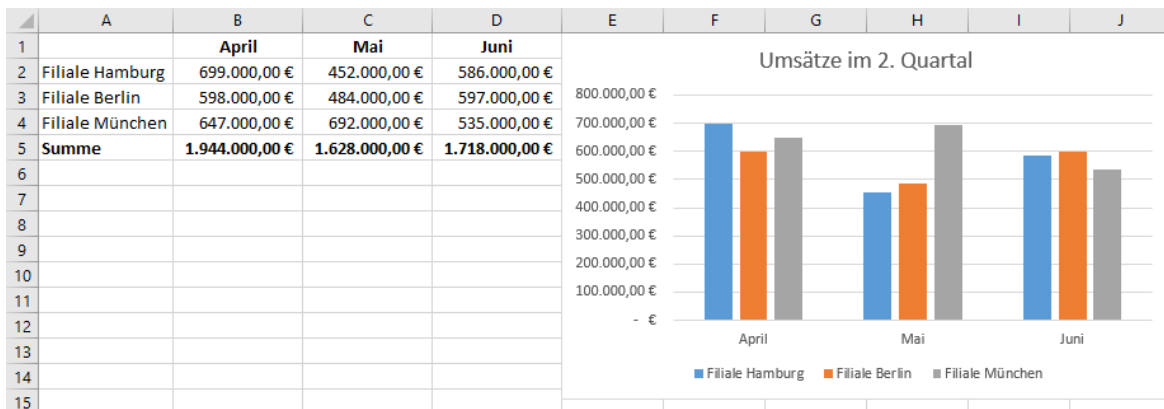 A B C D E F G H I J
1 April Mai Juni
2 Filiale Hamburg 699.000,00 € 452.000,00 € 586.000,00 €
3 Filiale Berlin 598.000,00 € 484.000,00 € 597.000,00 €
4 Filiale München 647.000,00 € 692.000,00 € 535.000,00 €
5 Summe 1.944.000,00 € 1.628.000,00 € 1.718.000,00 €
6
7
8
9
10
11
12
13
14
15
Umsätze im 2. Quartal
800.000,00 €
700.000,00 €
600.000,00 €
500.000,00 €
400.000,00 €
300.000,00 €
200.000,00 €
100.000,00 €
- €
April Mai Juni
Filiale Hamburg Filiale Berlin Filiale München